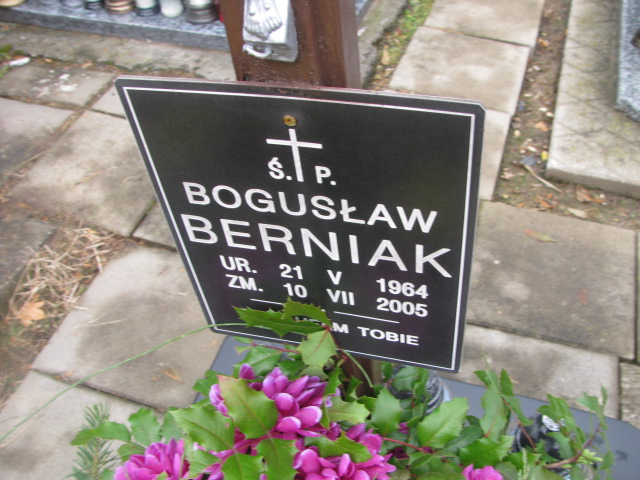 Ś. P.
BOGUSŁAW
BERNIAK
UR. 21 V 1964
ZM. 10 VII 2005
TOBIE